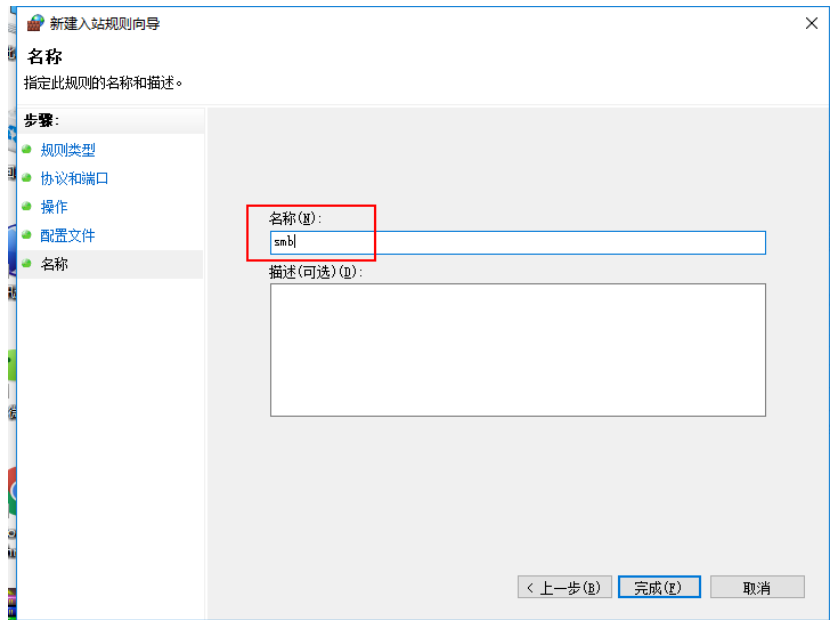 新建入站规则向导
名称
指定此规则的名称和描述。
步骤:
规则类型
协议和端口
操作
配置文件
名称
名称(N):
smb
描述(可选)(D):
< 上一步(B)
完成(F)
取消